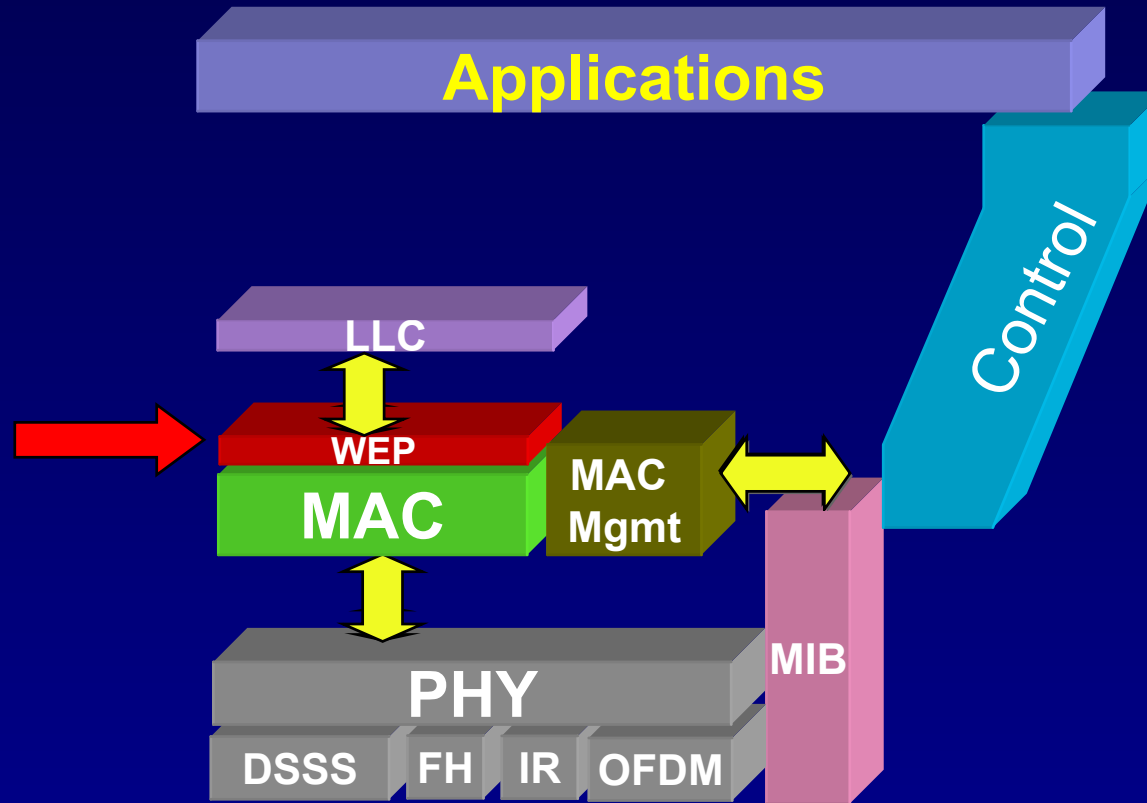 Applications
Control
LLC
WEP
MAC
MAC
Mgmt
PHY
MIB
DSSS
FH
IR
OFDM